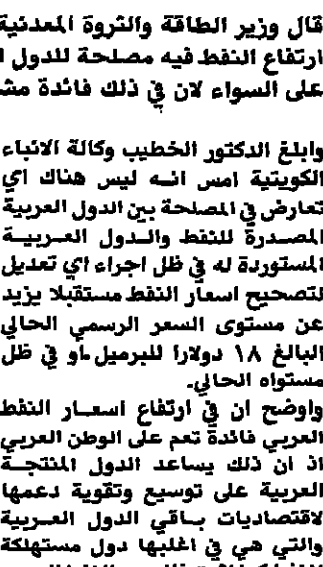 قال وزير الطاقة والثروة المعدنية
ارتفاع النفط فيه مصلحة للدول
على السواء لان في ذلك فائدة
وابلغ الدكتور الخطيب وكالة الانباء
الكويتية امس انه ليس هناك اي
تعارض في المصلحة بين الدول العربية
المصدرة للنفط والدول العربية
المستوردة له في ظل اجراء اي تعديل
لتصحيح اسعار النفط مستقبلا يزيد
عن مستوى السعر الرسمي الحالي
البالغ ١٨ دولارا للبرميل او في ظل
مستواه الحالي.
واوضح ان في ارتفاع اسعار النفط
العربي فائدة تعم على الوطن العربي
اذ ان ذلك يساعد الدول المنتجة
العربية على توسيع وتقوية دعمها
لاقتصاديات باقي الدول العربية
والتي هي في اغلبها دول مستهلكة